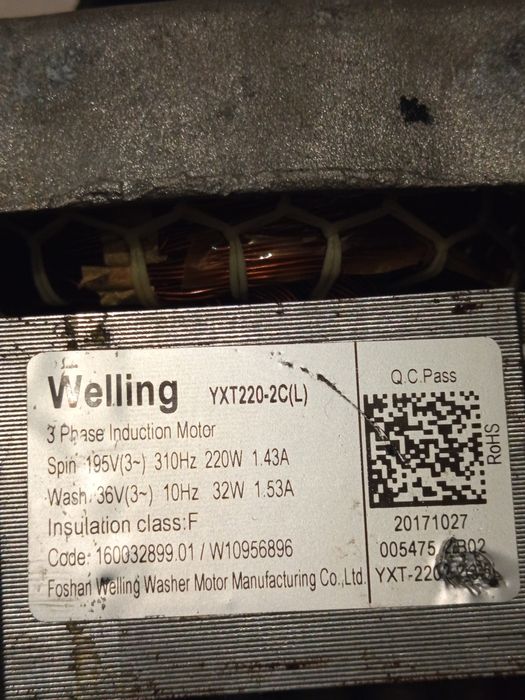 Welling YXT220-2C(L)
3 Phase Induction Motor
Spin 195V(3~) 310Hz 220W 1.43A
Wash 36V(3~) 10Hz 32W 1.53A
Insulation class:F
Code: 160032899.01 / W10956896
Foshan Welling Washer Motor Manufacturing Co.,Ltd.
Q.C.Pass
RoHS
20171027
005475